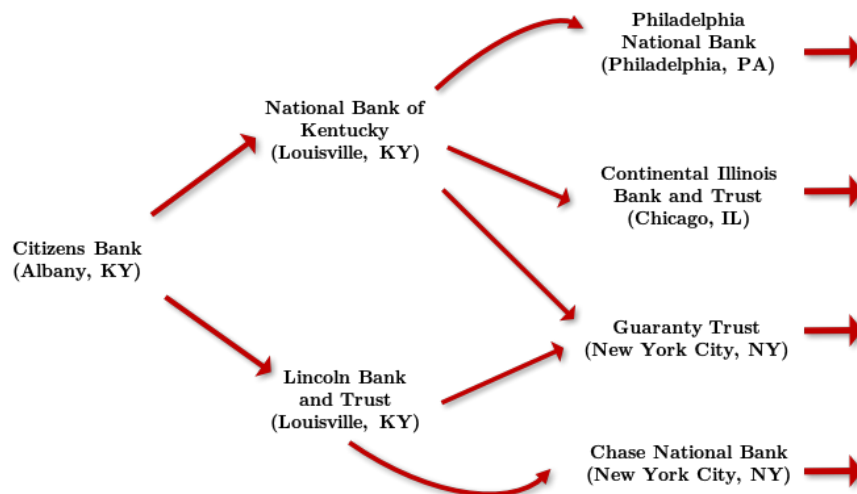 Philadelphia
National Bank
(Philadelphia, PA)
National Bank of
Kentucky
(Louisville, KY)
Continental Illinois
Bank and Trust
(Chicago, IL)
Citizens Bank
(Albany, KY)
Guaranty Trust
(New York City, NY)
Lincoln Bank
and Trust
(Louisville, KY)
Chase National Bank
(New York City, NY)